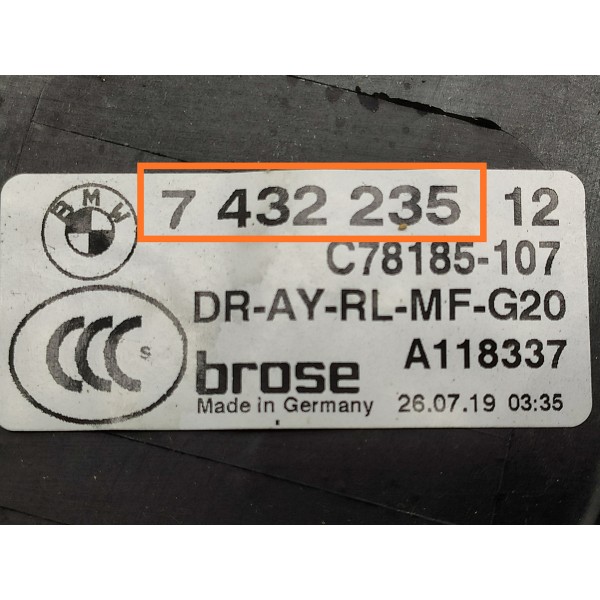 BMW 7 432 235 12
C78185-107
DR-AY-RL-MF-G20
CCC S brose A118337
Made in Germany 26.07.19 03:35